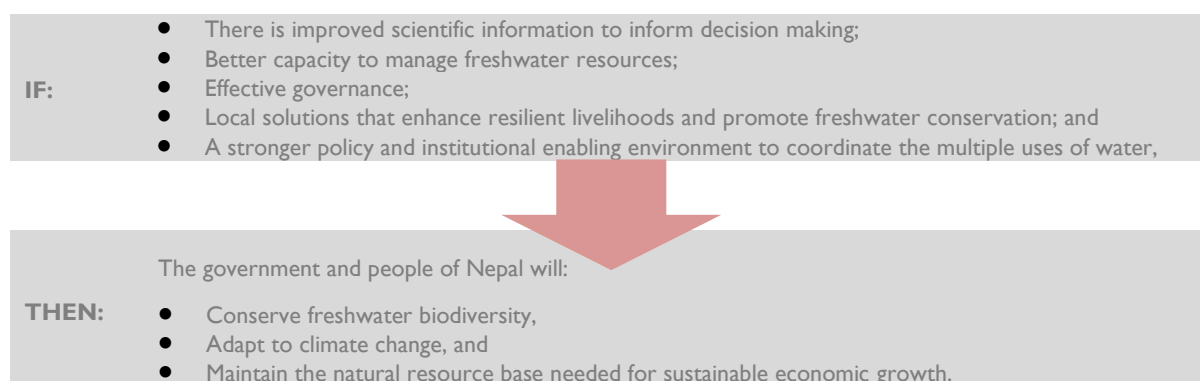 • There is improved scientific information to inform decision making;
• Better capacity to manage freshwater resources;
IF:
• Effective governance;
• Local solutions that enhance resilient livelihoods and promote freshwater conservation; and
• A stronger policy and institutional enabling environment to coordinate the multiple uses of water,
The government and people of Nepal will:
THEN:
• Conserve freshwater biodiversity,
• Adapt to climate change, and
• Maintain the natural resource base needed for sustainable economic growth.